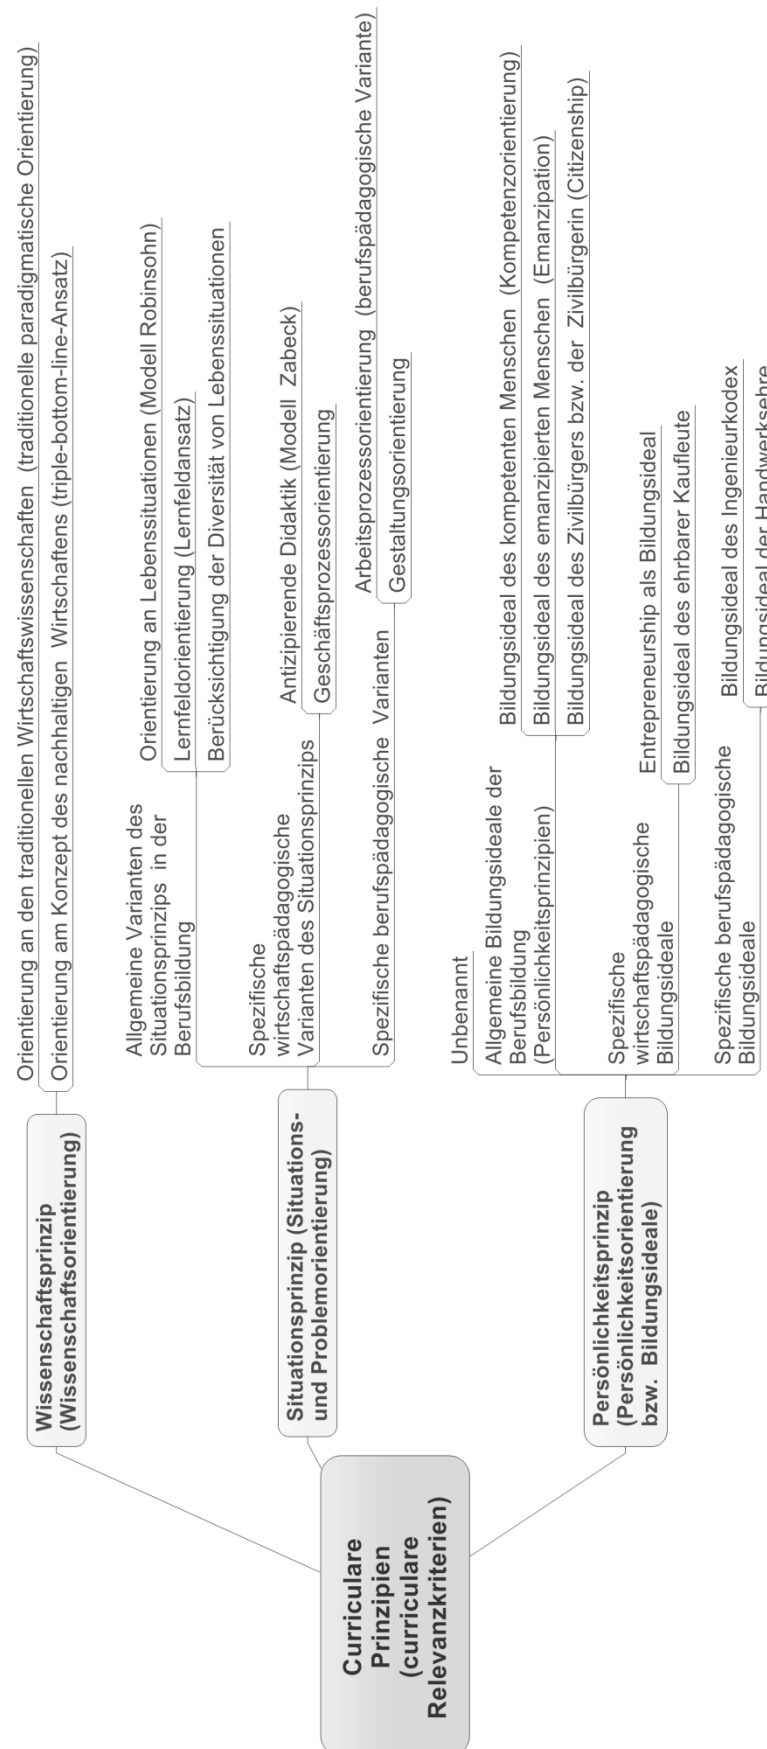 Curriculare
Prinzipien
(curriculare
Relevanzkriterien)
Wissenschaftsprinzip
(Wissenschaftsorientierung)
Orientierung an den traditionellen Wirtschaftswissenschaften (traditionelle paradigmatische Orientierung)
Orientierung am Konzept des nachhaltigen Wirtschaftens (triple-bottom-line-Ansatz)
Situationsprinzip (Situations-
und Problemorientierung)
Allgemeine Varianten des
Situationsprinzips in der
Berufsbildung
Orientierung an Lebenssituationen (Modell Robinsohn)
Lernfeldorientierung (Lernfeldansatz)
Berücksichtigung der Diversität von Lebenssituationen
Spezifische
wirtschaftspädagogische
Varianten des Situationsprinzips
Antizipierende Didaktik (Modell Zabeck)
Geschäftsprozessorientierung
Spezifische berufspädagogische Varianten
Arbeitsprozessorientierung (berufspädagogische Variante)
Gestaltungsorientierung
Persönlichkeitsprinzip
(Persönlichkeitsorientierung
bzw. Bildungsideale)
Unbenannt
Allgemeine Bildungsideale der
Berufsbildung
(Persönlichkeitsprinzipien)
Bildungsideal des kompetenten Menschen (Kompetenzorientierung)
Bildungsideal des emanzipierten Menschen (Emanzipation)
Bildungsideal des Zivilbürgers bzw. der Zivilbürgerin (Citizenship)
Spezifische
wirtschaftspädagogische
Bildungsideale
Entrepreneurship als Bildungsideal
Bildungsideal des ehrbarer Kaufleute
Spezifische berufspädagogische
Bildungsideale
Bildungsideal des Ingenieurkodex
Bildungsideal der Handwerksehre